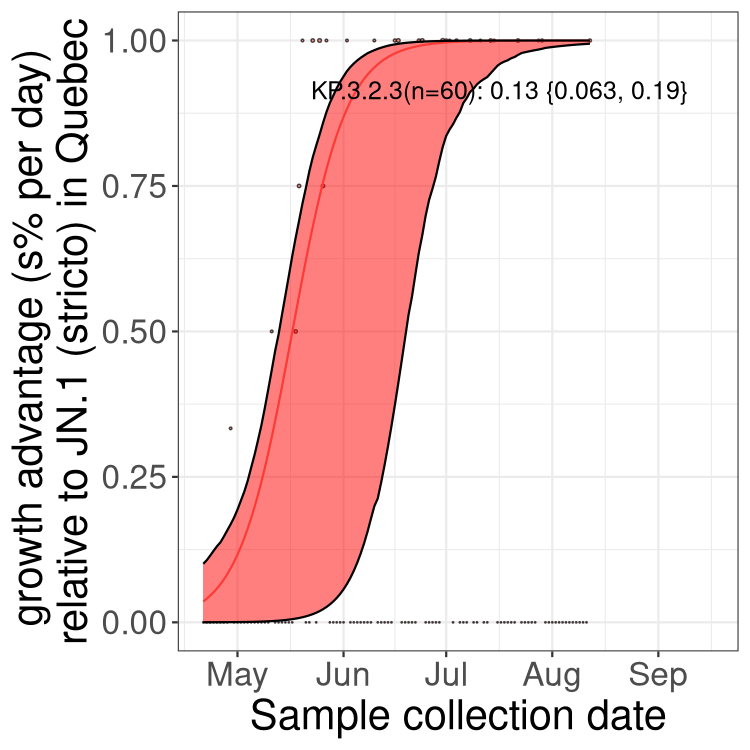 growth advantage (s% per day)
relative to JN.1 (stricto) in Quebec
1.00
0.75
0.50
0.25
0.00
KP.3.2.3(n=60): 0.13 {0.063, 0.19}
May Jun Jul Aug Sep
Sample collection date